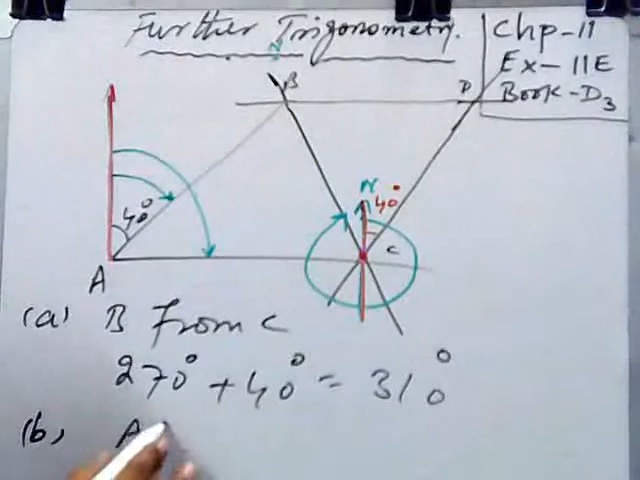 Further Trigonometry.
Chp-11
Ex-11E
Book-D3
N
B
D
N
40°
40°
C
A
(a) B From C
270° + 40° = 310°
(b) A